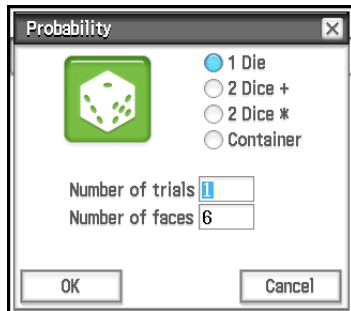 Probability
1 Die
2 Dice +
2 Dice *
Container
Number of trials 1
Number of faces 6
OK Cancel